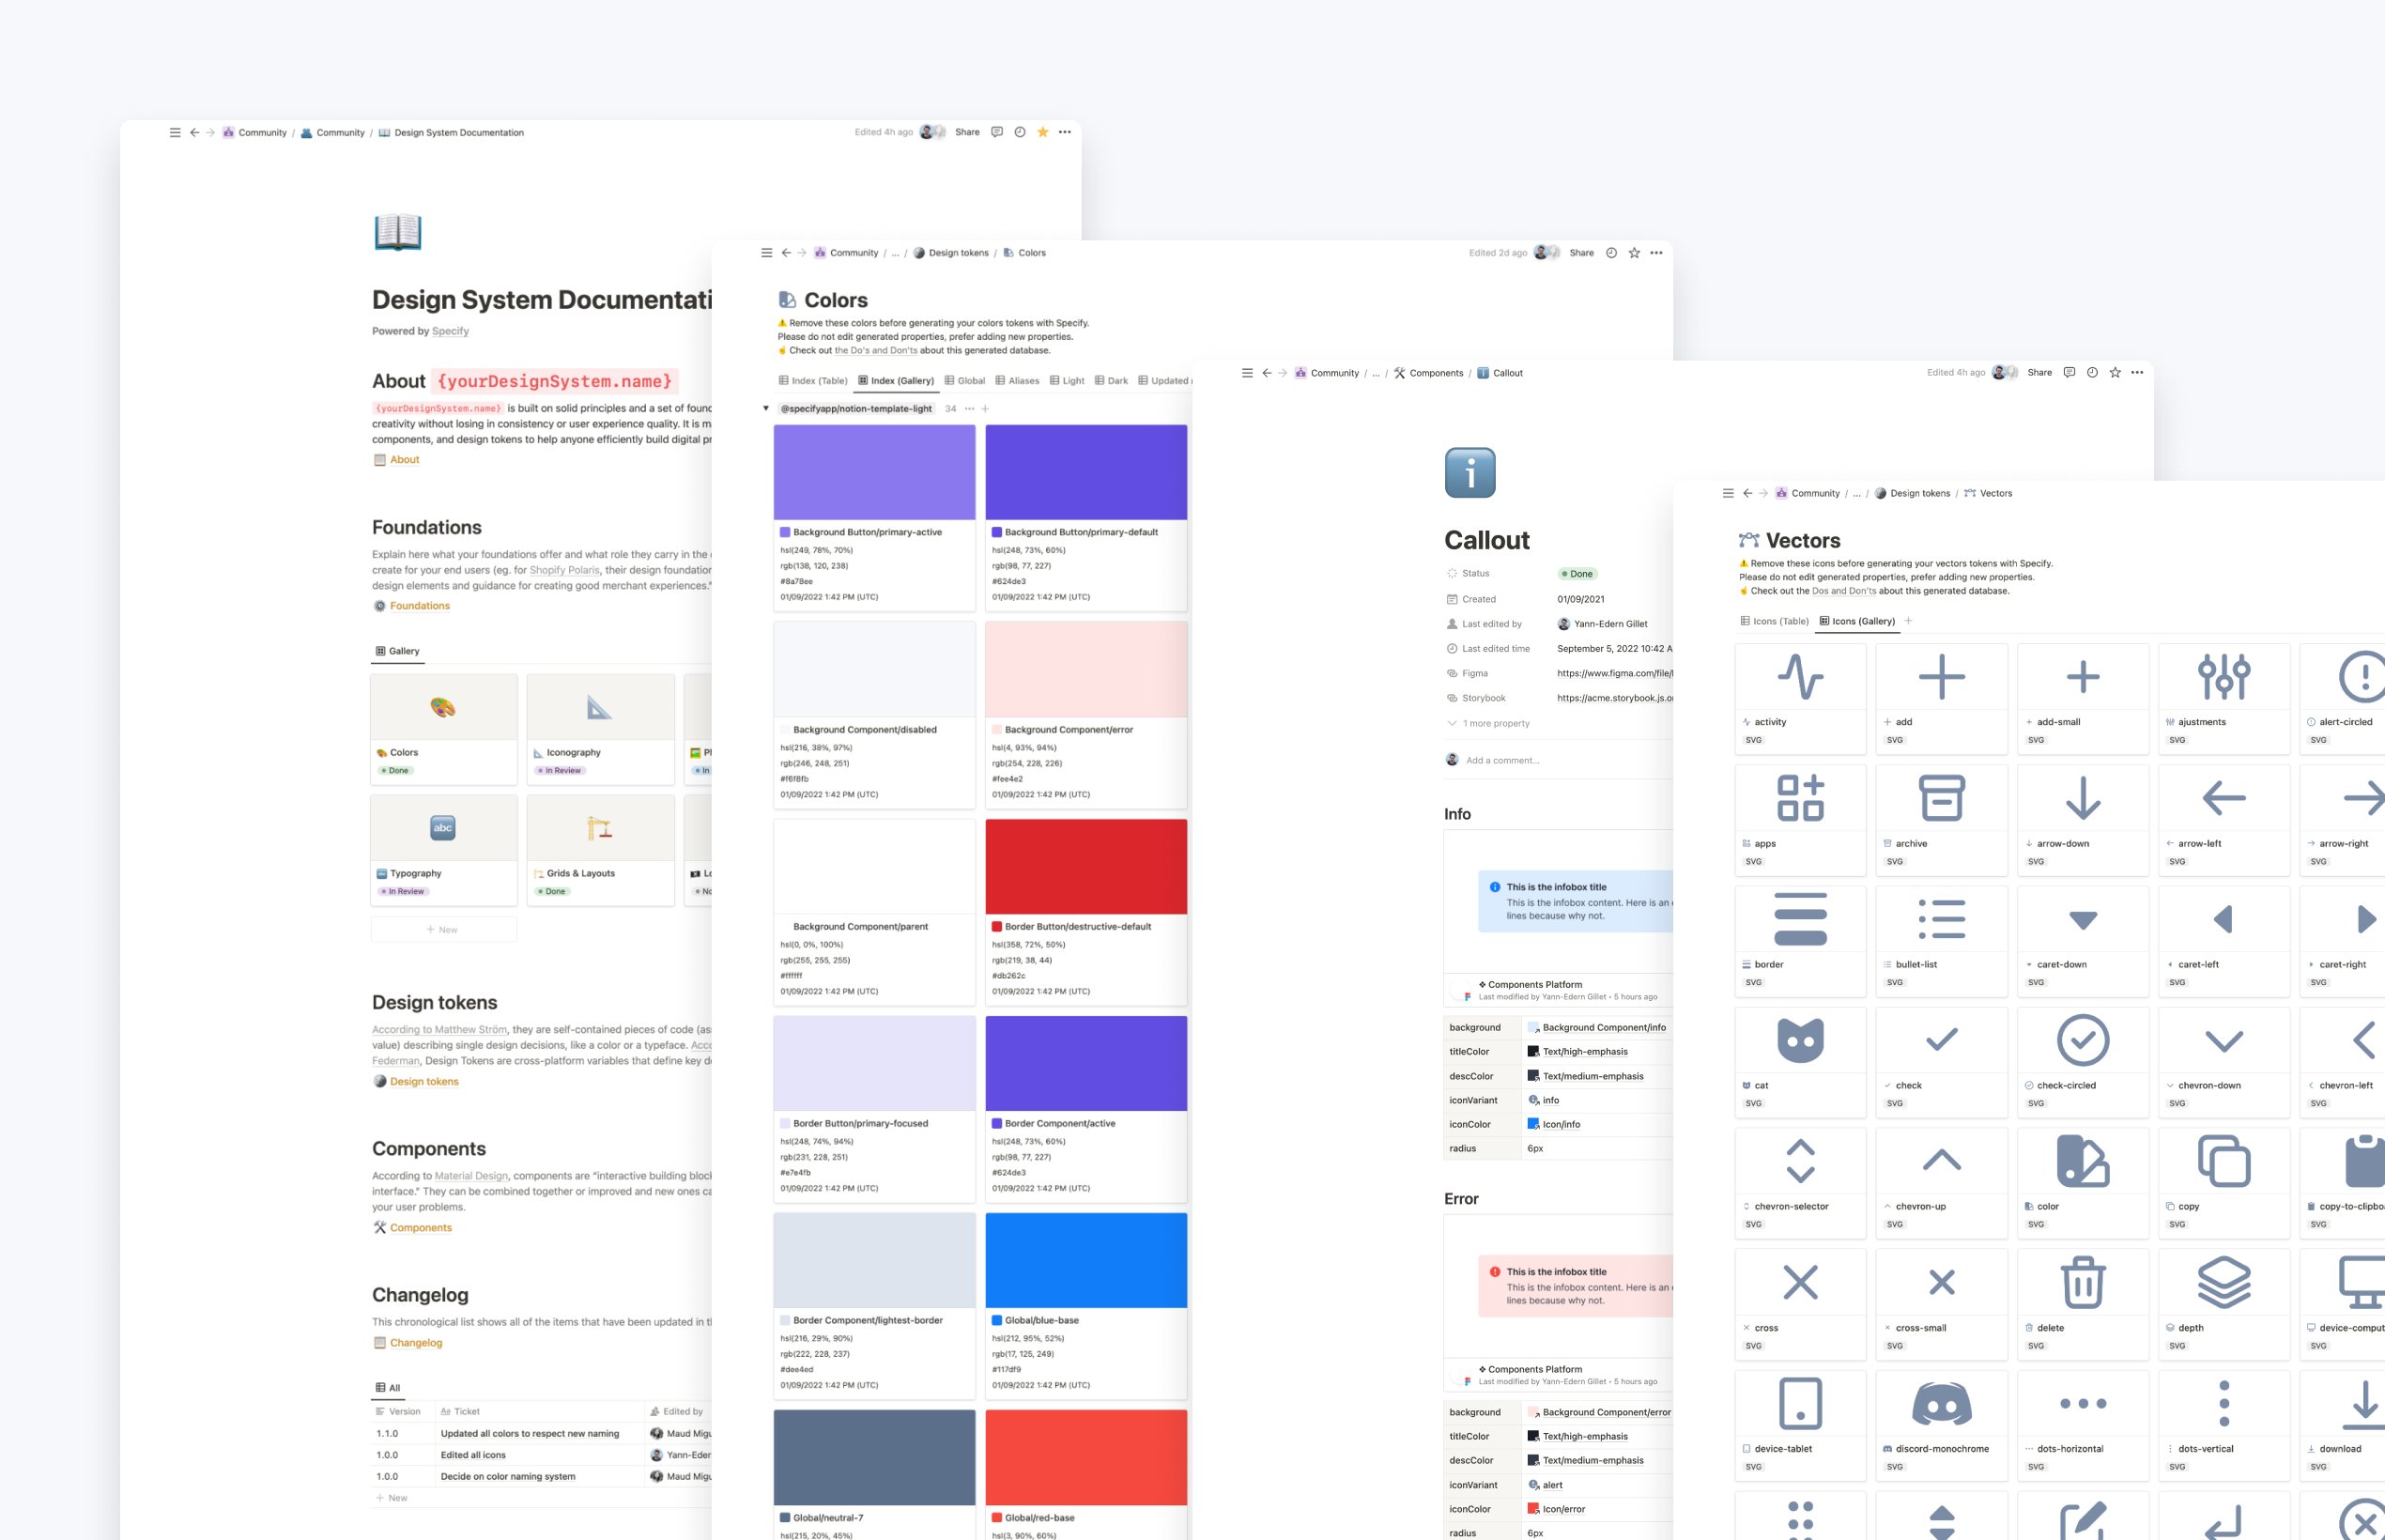 Community / Community / Design System Documentation
Edited 4h ago Share
Design System Documentati
Powered by Specify
About {yourDesignSystem.name}
{yourDesignSystem.name} is built on solid principles and a set of found
creativity without losing in consistency or user experience quality. It is m
components, and design tokens to help anyone efficiently build digital pr
About
Foundations
Explain here what your foundations offer and what role they carry in the
create for your end users (eg. for Shopify Polaris, their design foundation
design elements and guidance for creating good merchant experiences."
Foundations
Gallery
Colors
Done
Iconography
In Review
Pl
In
abc
Typography
In Review
Grids & Layouts
Done
Lo
No
+ New
Design tokens
According to Matthew Ström, they are self-contained pieces of code (as
value) describing single design decisions, like a color or a typeface. Acco
Federman, Design Tokens are cross-platform variables that define key de
Design tokens
Components
According to Material Design, components are “interactive building block
interface.” They can be combined together or improved and new ones ca
your user problems.
Components
Changelog
This chronological list shows all of the items that have been updated in th
Changelog
All
Version Ticket Edited by
1.1.0 Updated all colors to respect new naming Maud Migu
1.0.0 Edited all icons Yann-Eder
1.0.0 Decide on color naming system Maud Migu
+ New
Community / ... / Design tokens / Colors
Edited 2d ago Share
Colors
Remove these colors before generating your colors tokens with Specify.
Please do not edit generated properties, prefer adding new properties.
Check out the Do's and Don'ts about this generated database.
Index (Table) Index (Gallery) Global Aliases Light Dark Updated
@specifyapp/notion-template-light 34
Background Button/primary-active
hsl(249, 78%, 70%)
rgb(138, 120, 238)
#8a78ee
01/09/2022 1:42 PM (UTC)
Background Button/primary-default
hsl(248, 73%, 60%)
rgb(98, 77, 227)
#624de3
01/09/2022 1:42 PM (UTC)
Background Component/disabled
hsl(216, 38%, 97%)
rgb(246, 248, 251)
#f6f8fb
01/09/2022 1:42 PM (UTC)
Background Component/error
hsl(4, 93%, 94%)
rgb(254, 228, 226)
#fee4e2
01/09/2022 1:42 PM (UTC)
Background Component/parent
hsl(0, 0%, 100%)
rgb(255, 255, 255)
#ffffff
01/09/2022 1:42 PM (UTC)
Border Button/destructive-default
hsl(358, 72%, 50%)
rgb(219, 38, 44)
#db262c
01/09/2022 1:42 PM (UTC)
Border Button/primary-focused
hsl(248, 74%, 94%)
rgb(231, 228, 251)
#e7e4fb
01/09/2022 1:42 PM (UTC)
Border Component/active
hsl(248, 73%, 60%)
rgb(98, 77, 227)
#624de3
01/09/2022 1:42 PM (UTC)
Border Component/lightest-border
hsl(216, 29%, 90%)
rgb(222, 228, 237)
#dee4ed
01/09/2022 1:42 PM (UTC)
Global/blue-base
hsl(212, 95%, 52%)
rgb(17, 125, 249)
#117df9
01/09/2022 1:42 PM (UTC)
Global/neutral-7
hsl(215, 20%, 45%)
Global/red-base
hsl(3, 90%, 60%)
Community / ... / Components / Callout
Edited 4h ago Share
Callout
Status Done
Created 01/09/2021
Last edited by Yann-Edern Gillet
Last edited time September 5, 2022 10:42 A
Figma https://www.figma.com/file/
Storybook https://acme.storybook.js.o
1 more property
Add a comment...
Info
This is the infobox title
This is the infobox content. Here is an
lines because why not.
Components Platform
Last modified by Yann-Edern Gillet • 5 hours ago
background Background Component/info
titleColor Text/high-emphasis
descColor Text/medium-emphasis
iconVariant info
iconColor Icon/info
radius 6px
Error
This is the infobox title
This is the infobox content. Here is an
lines because why not.
Components Platform
Last modified by Yann-Edern Gillet • 5 hours ago
background Background Component/error
titleColor Text/high-emphasis
descColor Text/medium-emphasis
iconVariant alert
iconColor Icon/error
radius 6px
Community / ... / Design tokens / Vectors
Vectors
Remove these icons before generating your vectors tokens with Specify.
Please do not edit generated properties, prefer adding new properties.
Check out the Dos and Don'ts about this generated database.
Icons (Table) Icons (Gallery) +
activity add add-small ajustments alert-circled
SVG SVG SVG SVG SVG
apps archive arrow-down arrow-left arrow-right
SVG SVG SVG SVG SVG
border bullet-list caret-down caret-left caret-right
SVG SVG SVG SVG SVG
cat check check-circled chevron-down chevron-left
SVG SVG SVG SVG SVG
chevron-selector chevron-up color copy copy-to-clipboa
SVG SVG SVG SVG SVG
cross cross-small delete depth device-comput
SVG SVG SVG SVG SVG
device-tablet discord-monochrome dots-horizontal dots-vertical download
SVG SVG SVG SVG SVG